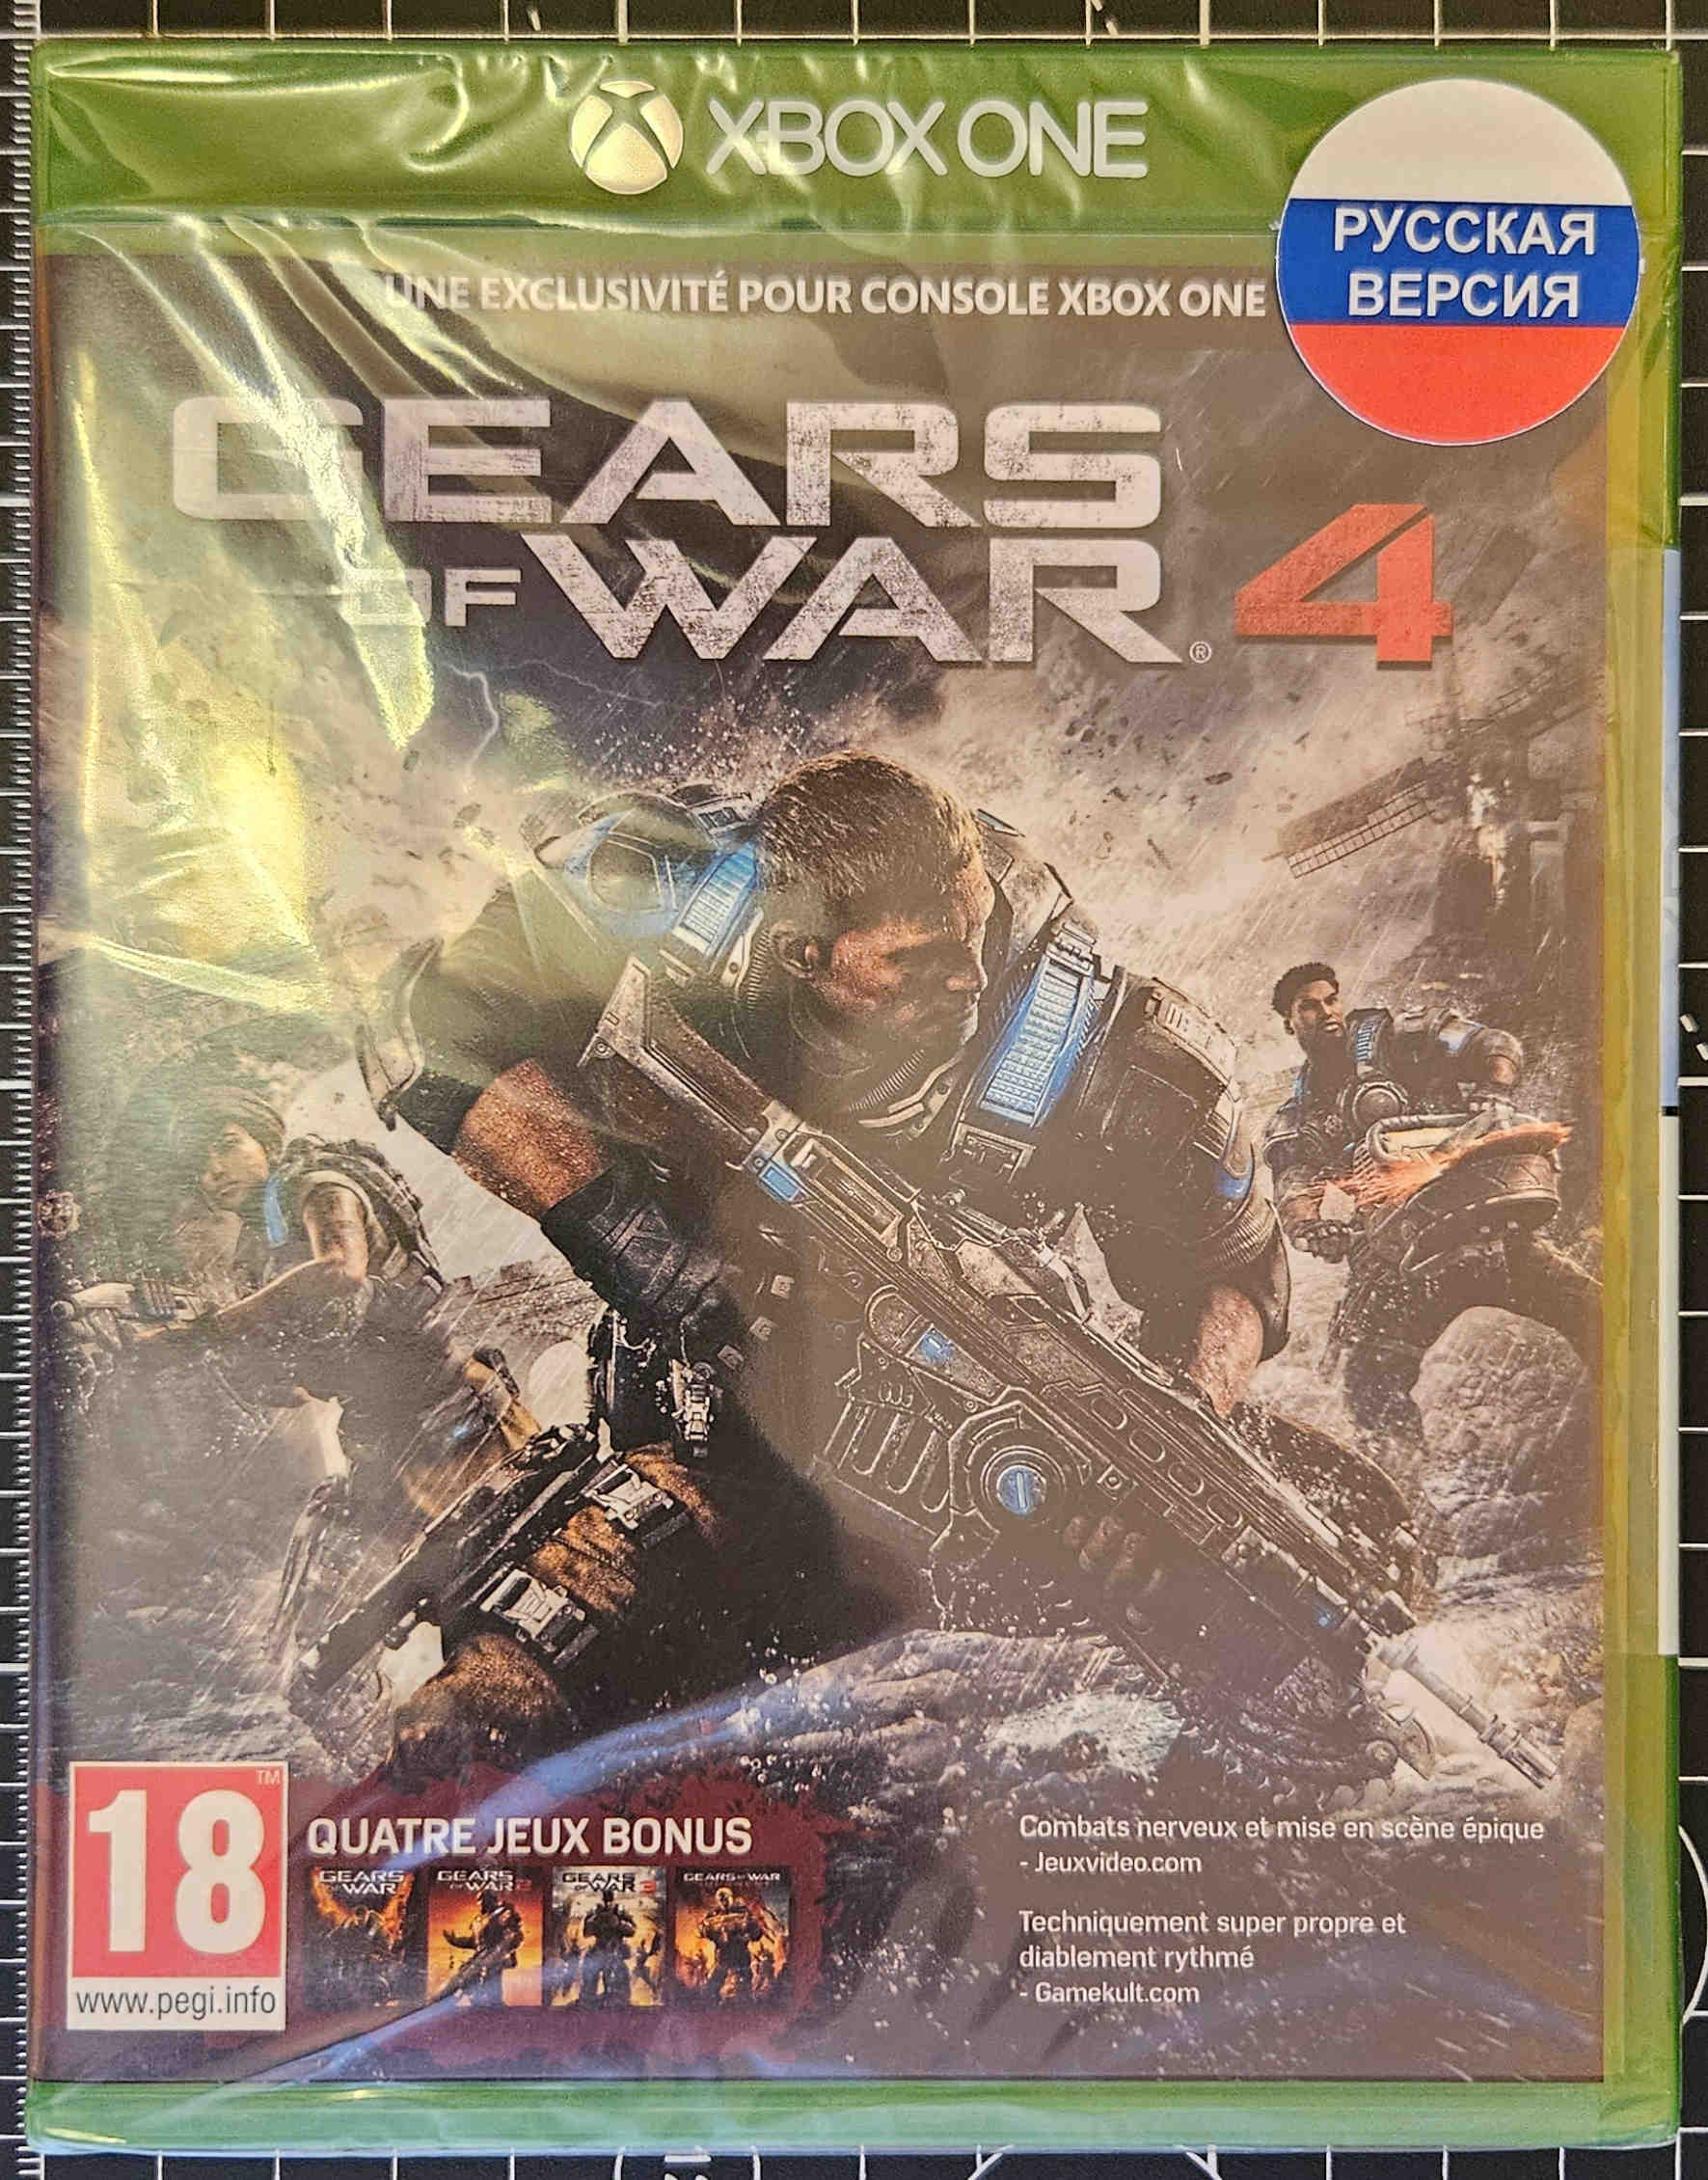 XBOX ONE
РУССКАЯ
ВЕРСИЯ
UNE EXCLUSIVITÉ POUR CONSOLE XBOX ONE
GEARS
OF WAR® 4
18™
www.pegi.info
QUATRE JEUX BONUS
GEARS
OF WAR
GEARS
OF WAR 2
GEARS
OF WAR 3
GEARS OF WAR
Combats nerveux et mise en scène épique
- Jeuxvideo.com
Techniquement super propre et
diablement rythmé
- Gamekult.com